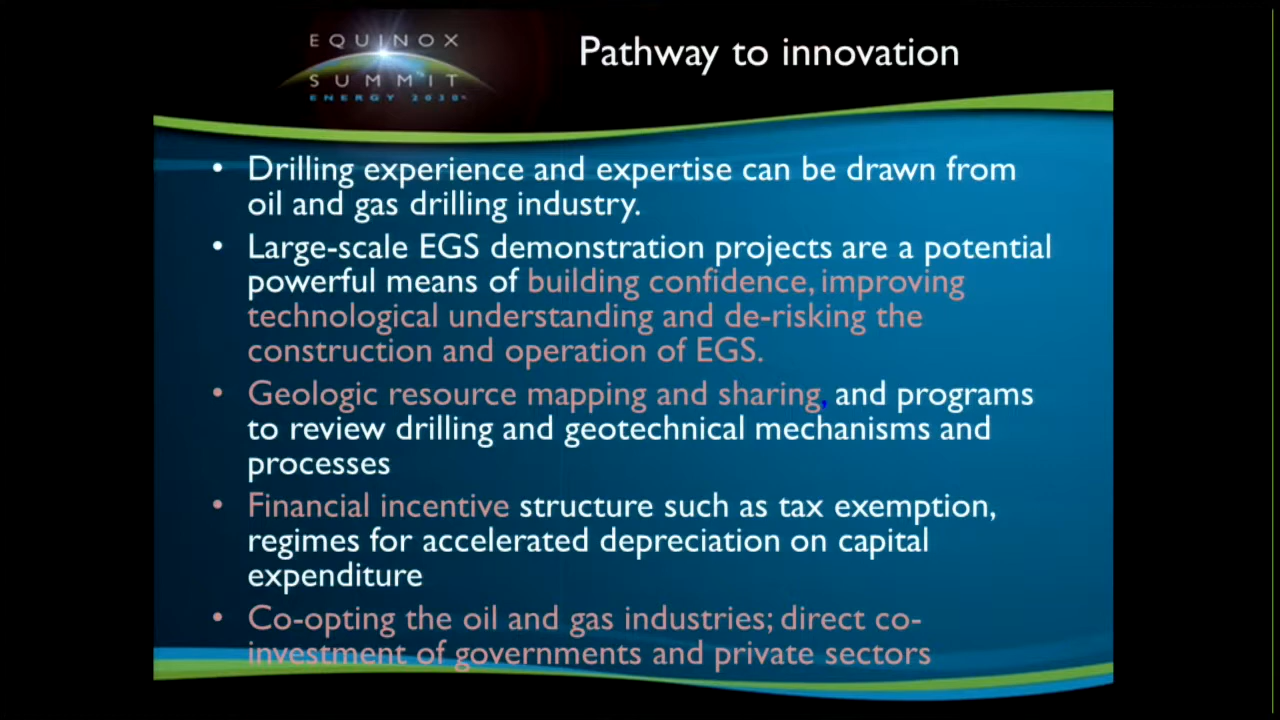 EQUINOX
SUMMIT
ENERGY 2030
Pathway to innovation
• Drilling experience and expertise can be drawn from
oil and gas drilling industry.
• Large-scale EGS demonstration projects are a potential
powerful means of building confidence, improving
technological understanding and de-risking the
construction and operation of EGS.
• Geologic resource mapping and sharing, and programs
to review drilling and geotechnical mechanisms and
processes
• Financial incentive structure such as tax exemption,
regimes for accelerated depreciation on capital
expenditure
• Co-opting the oil and gas industries; direct co-
investment of governments and private sectors